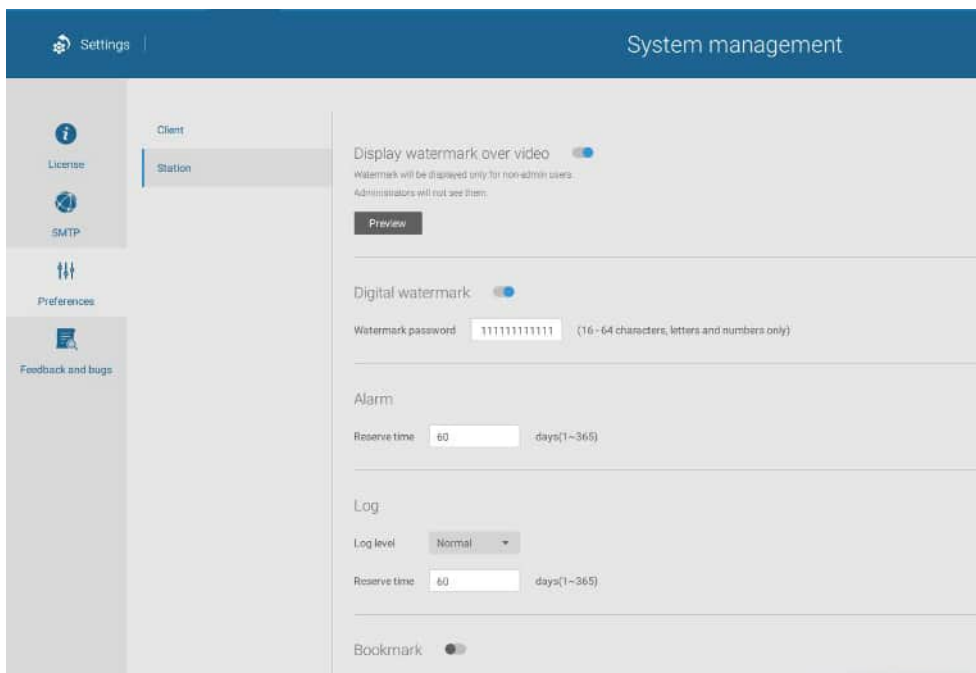 Settings
System management
License
SMTP
Preferences
Feedback and bugs
Client
Station
Display watermark over video
Watermark will be displayed only for non-admin users.
Administrators will not see them.
Preview
Digital watermark
Watermark password 111111111111 (16-64 characters, letters and numbers only)
Alarm
Reserve time 60 days(1~365)
Log
Log level Normal
Reserve time 60 days(1~365)
Bookmark